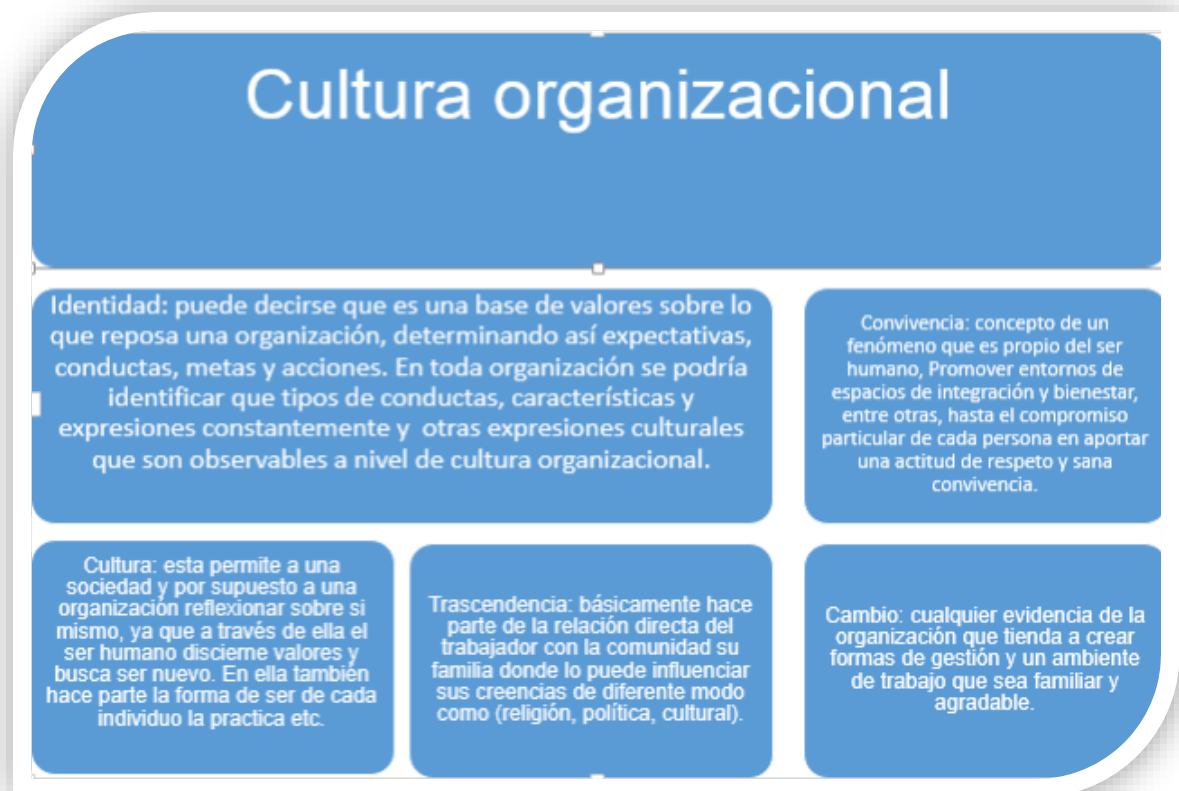 Cultura organizacional
Identidad: puede decirse que es una base de valores sobre lo
que reposa una organización, determinando así expectativas,
conductas, metas y acciones. En toda organización se podría
identificar que tipos de conductas, características y
expresiones constantemente y  otras expresiones culturales
que son observables a nivel de cultura organizacional.
Convivencia: concepto de un
fenómeno que es propio del ser
humano, Promover entornos de
espacios de integración y bienestar,
entre otras, hasta el compromiso
particular de cada persona en aportar
una actitud de respeto y sana
convivencia.
Cultura: esta permite a una
sociedad y por supuesto a una
organización reflexionar sobre si
mismo, ya que a través de ella el
ser humano discierne valores y
busca ser nuevo. En ella también
hace parte la forma de ser de cada
individuo la practica etc.
Trascendencia: básicamente hace
parte de la relación directa del
trabajador con la comunidad su
familia donde lo puede influenciar
sus creencias de diferente modo
como (religión, política, cultural).
Cambio: cualquier evidencia de la
organización que tienda a crear
formas de gestión y un ambiente
de trabajo que sea familiar y
agradable.